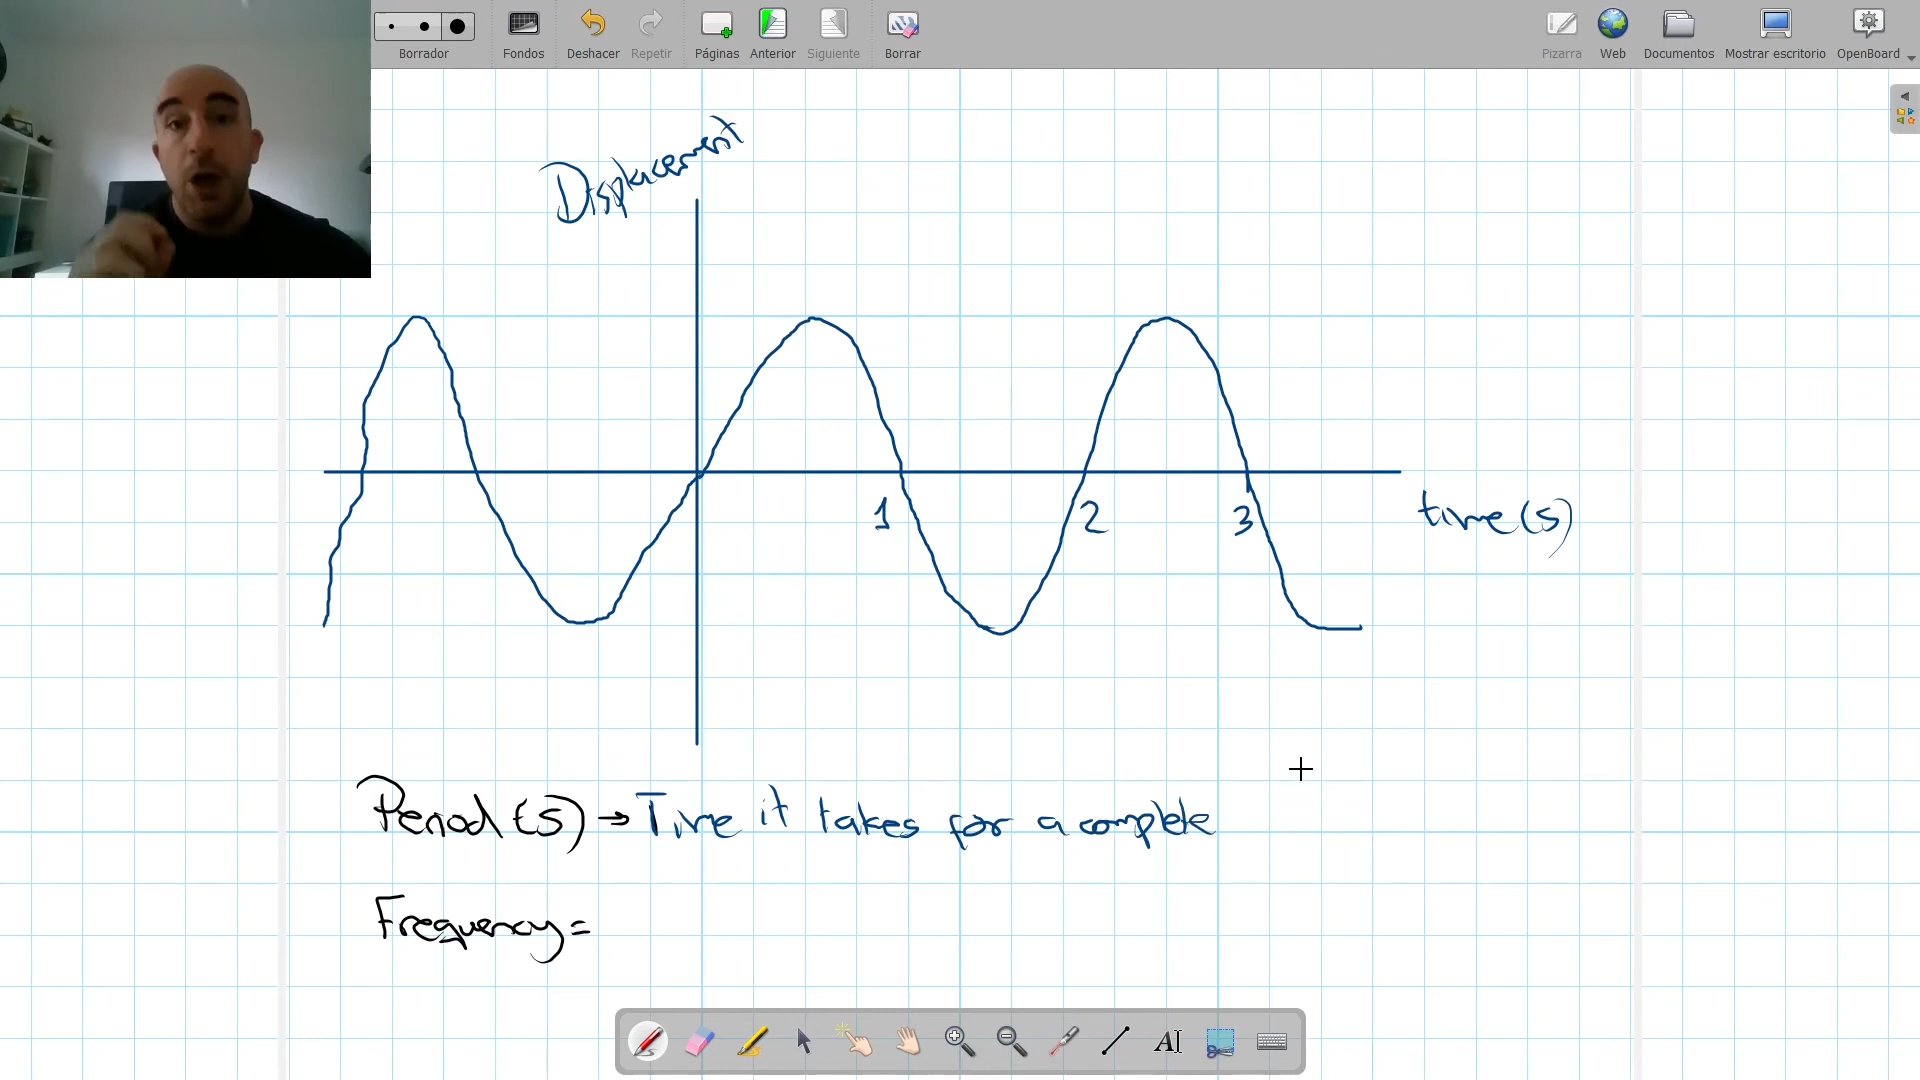 Borrador
Fondos
Deshacer
Repetir
Páginas
Anterior
Siguiente
Borrar
Pizarra
Web
Documentos
Mostrar escritorio
OpenBoard
Displacement
1
2
3
time (s)
Period (s) → Time it takes for a complete
Frequency =